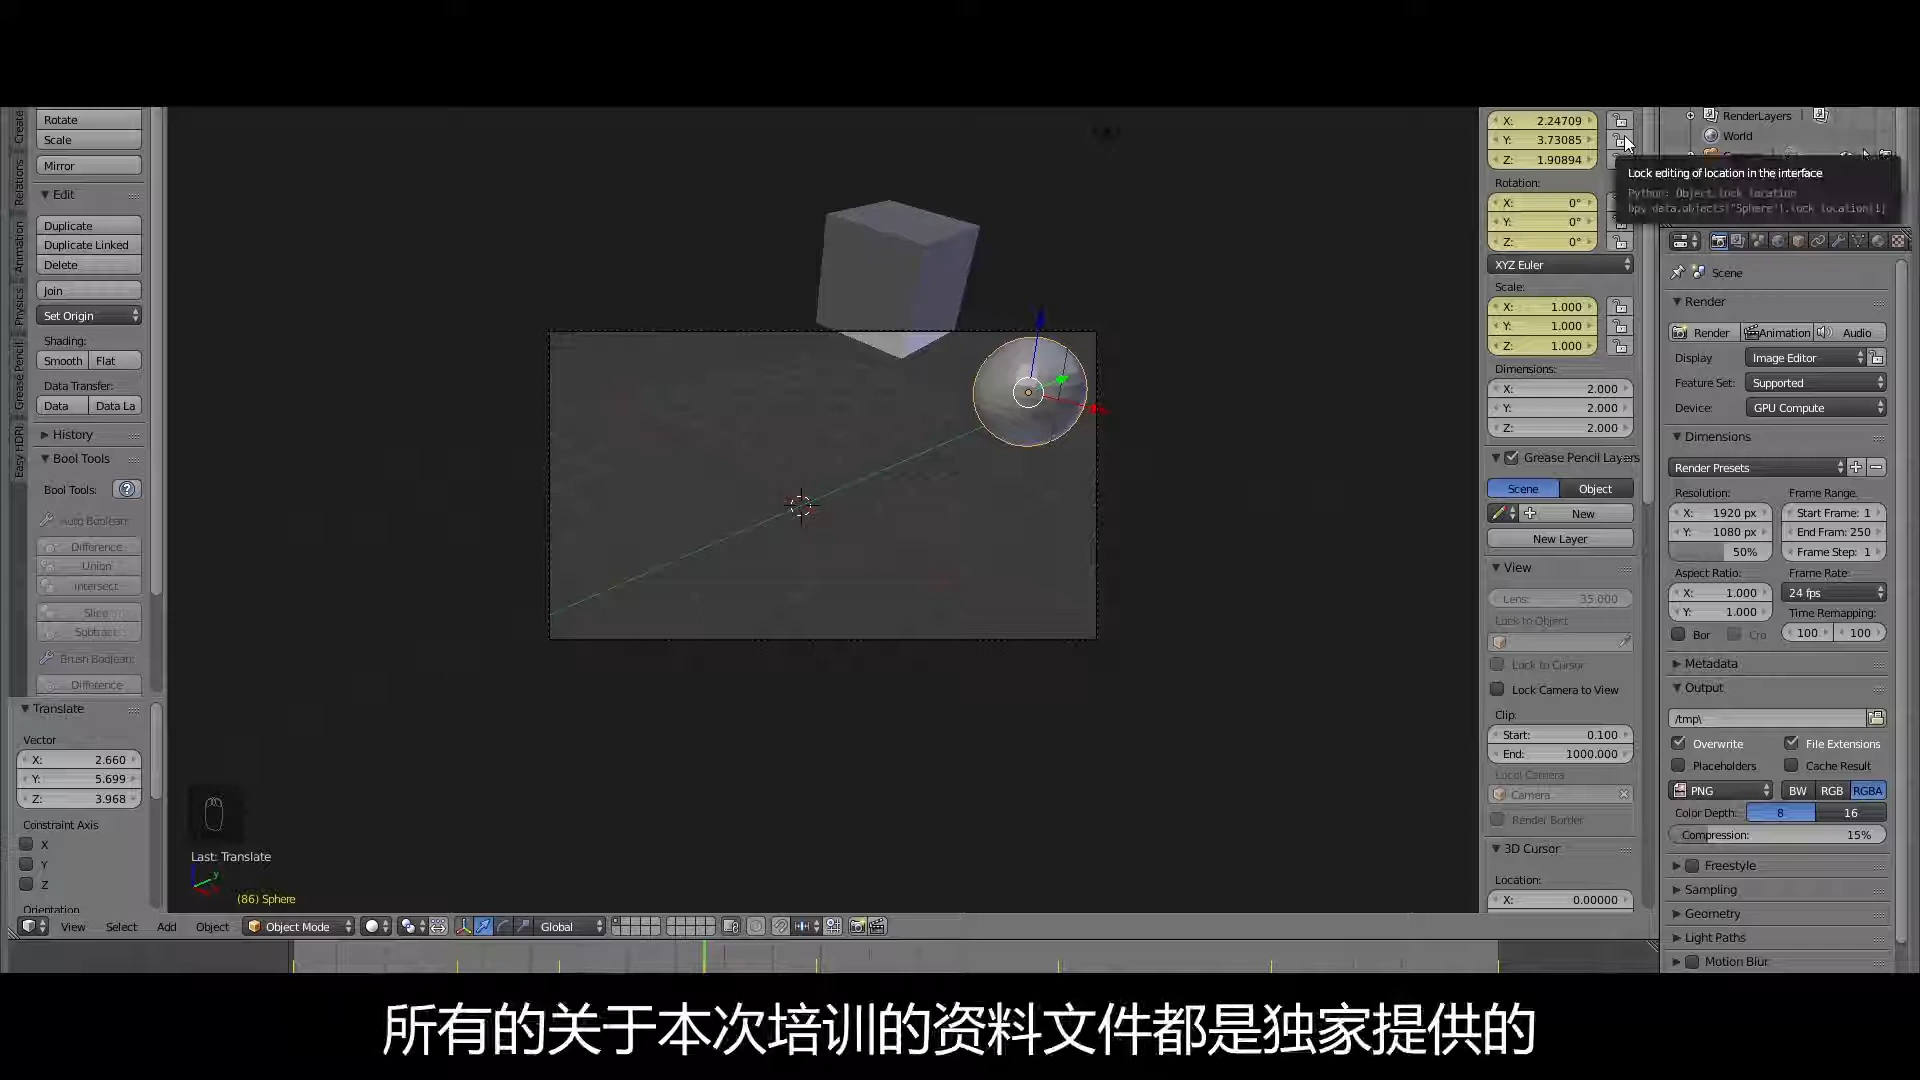 Create
Relations
Animation
Physics
Grease Pencil
Easy HDRI
Rotate
Scale
Mirror
Edit
Duplicate
Duplicate Linked
Delete
Join
Set Origin
Shading:
Smooth Flat
Data Transfer:
Data Data La
History
Bool Tools
Bool Tools:
Auto Boolean:
Difference
Union
Intersect
Slice
Subtract
Brush Boolean:
Difference
Translate
Vector
X: 2.660
Y: 5.699
Z: 3.968
Constraint Axis
X
Y
Z
Orientation
Last: Translate
(86) Sphere
View Select Add Object Object Mode Global
X: 2.24709
Y: 3.73085
Z: 1.90894
Rotation:
X: 0°
Y: 0°
Z: 0°
XYZ Euler
Scale:
X: 1.000
Y: 1.000
Z: 1.000
Dimensions:
X: 2.000
Y: 2.000
Z: 2.000
Grease Pencil Layers
Scene Object
New
New Layer
View
Lens: 35.000
Lock to Object
Lock to Cursor
Lock Camera to View
Clip:
Start: 0.100
End: 1000.000
Local Camera
Camera
Render Border
3D Cursor
Location:
X: 0.00000
RenderLayers
World
Lock editing of location in the interface
Python: Object.lock_location
bpy.data.objects["Sphere"].lock_location[1]
Scene
Render
Render Animation Audio
Display Image Editor
Feature Set: Supported
Device: GPU Compute
Dimensions
Render Presets
Resolution: Frame Range:
X: 1920 px Start Frame: 1
Y: 1080 px End Fram: 250
50% Frame Step: 1
Aspect Ratio: Frame Rate:
X: 1.000 24 fps
Y: 1.000 Time Remapping:
Bor Cro 100 100
Metadata
Output
/tmp\
Overwrite File Extensions
Placeholders Cache Result
PNG BW RGB RGBA
Color Depth: 8 16
Compression: 15%
Freestyle
Sampling
Geometry
Light Paths
Motion Blur
所有的关于本次培训的资料文件都是独家提供的